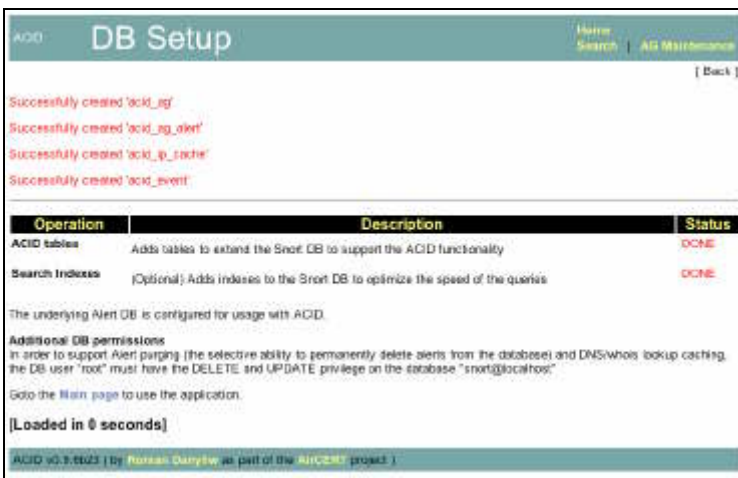 ACID DB Setup
Home
Search | AG Maintenance
[ Back ]
Successfully created 'acid_ag'
Successfully created 'acid_ag_alert'
Successfully created 'acid_ip_cache'
Successfully created 'acid_event'
Operation Description Status
ACID tables Adds tables to extend the Snort DB to support the ACID functionality DONE
Search Indexes (Optional) Adds indexes to the Snort DB to optimize the speed of the queries DONE
The underlying Alert DB is configured for usage with ACID.
Additional DB permissions
In order to support Alert purging (the selective ability to permanently delete alerts from the database) and DNS/whois lookup caching,
the DB user "root" must have the DELETE and UPDATE privilege on the database "snort@localhost"
Goto the Main page to use the application.
[Loaded in 0 seconds]
ACID v0.9.6b23 ( by Roman Danyliw as part of the AirCERT project )